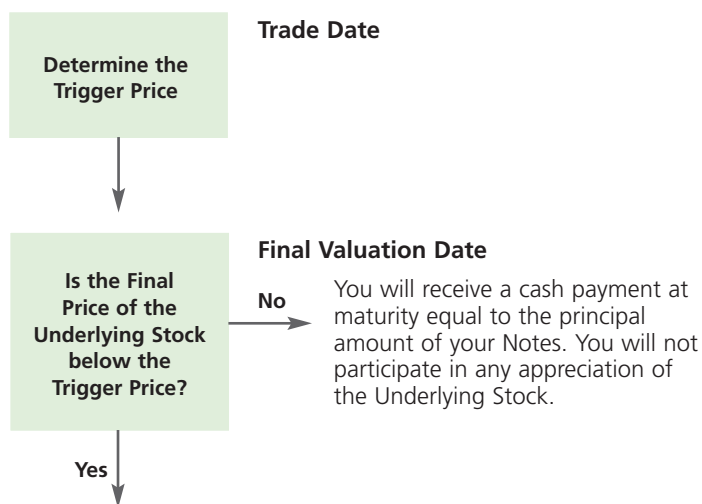 Trade Date
Determine the
Trigger Price
Final Valuation Date
Is the Final
Price of the
Underlying Stock
below the
Trigger Price?
No
You will receive a cash payment at
maturity equal to the principal
amount of your Notes. You will not
participate in any appreciation of
the Underlying Stock.
Yes